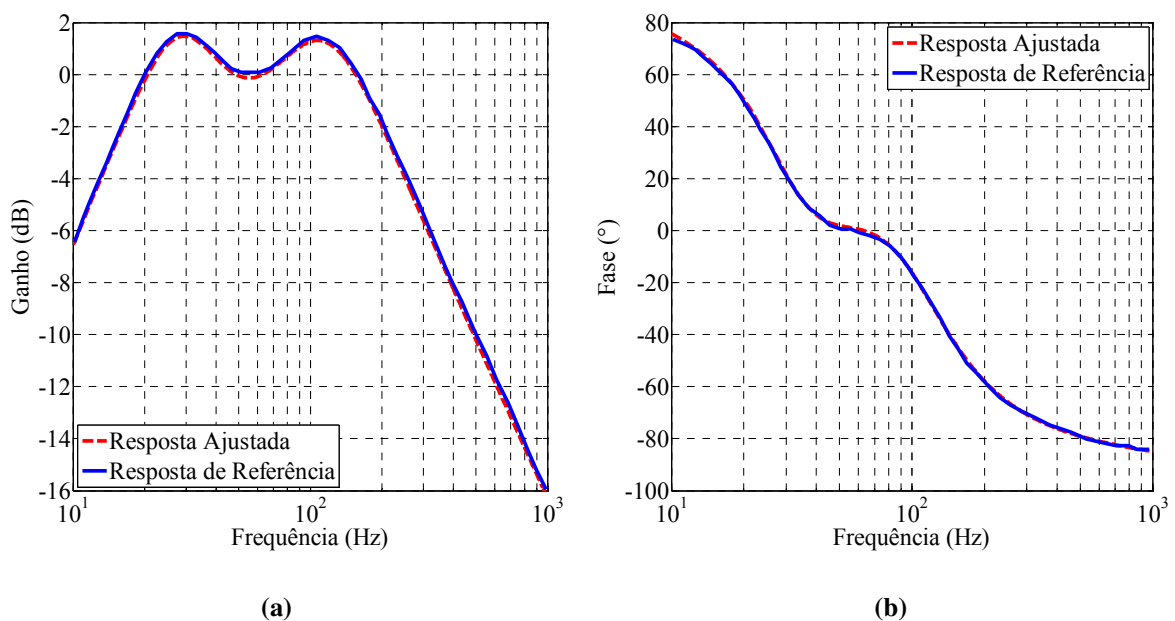 2
0
-2
-4
-6
-8
-10
-12
-14
-16
Ganho (dB)
Resposta Ajustada
Resposta de Referência
10^1
10^2
10^3
Frequência (Hz)
(a)
80
60
40
20
0
-20
-40
-60
-80
-100
Fase (°)
Resposta Ajustada
Resposta de Referência
10^1
10^2
10^3
Frequência (Hz)
(b)